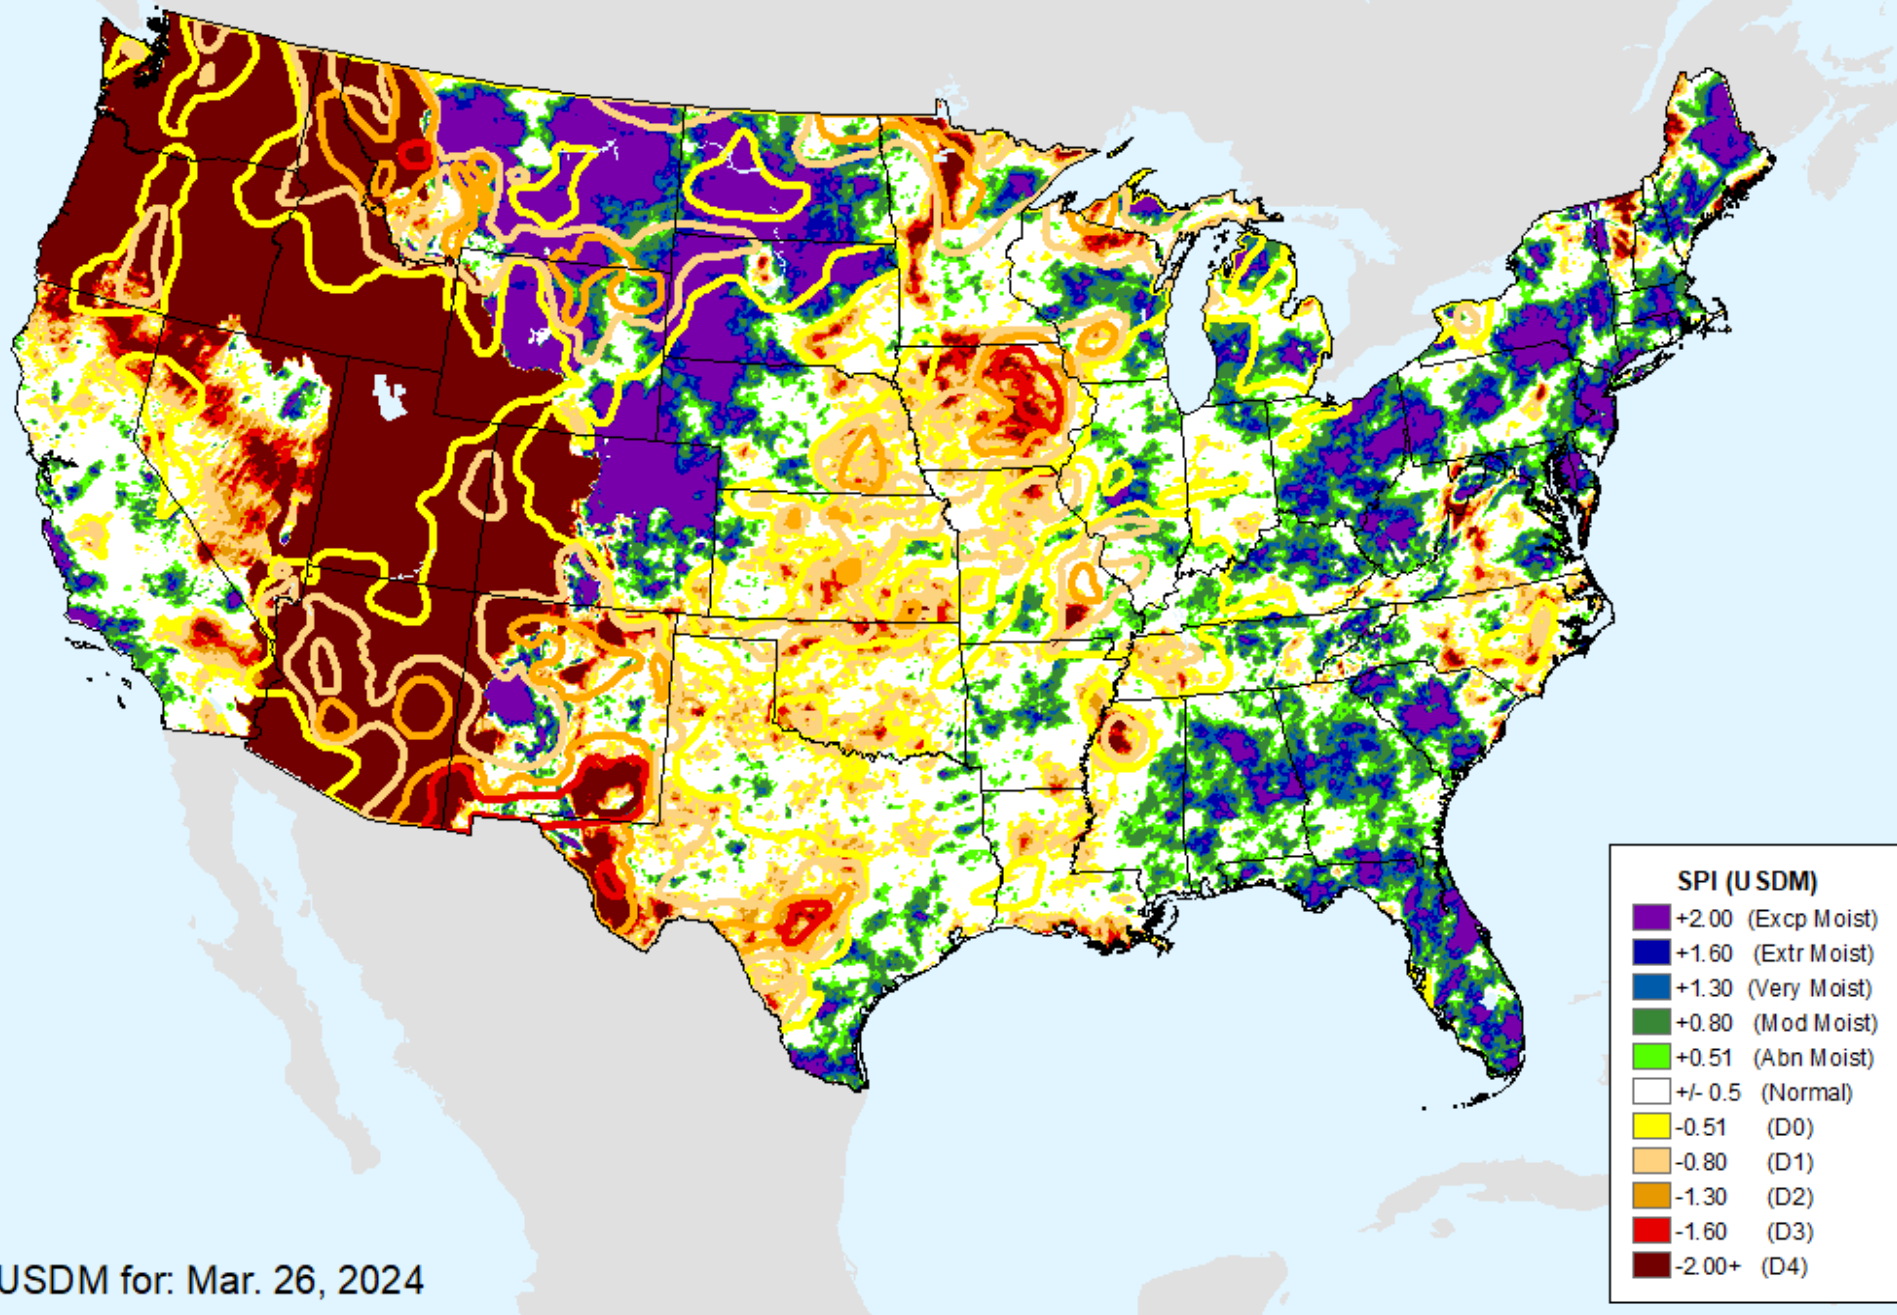 SPI (USDM)
+2.00 (Excp Moist)
+1.60 (Extr Moist)
+1.30 (Very Moist)
+0.80 (Mod Moist)
+0.51 (Abn Moist)
+/- 0.5 (Normal)
-0.51 (D0)
-0.80 (D1)
-1.30 (D2)
-1.60 (D3)
-2.00+ (D4)
USDM for: Mar. 26, 2024